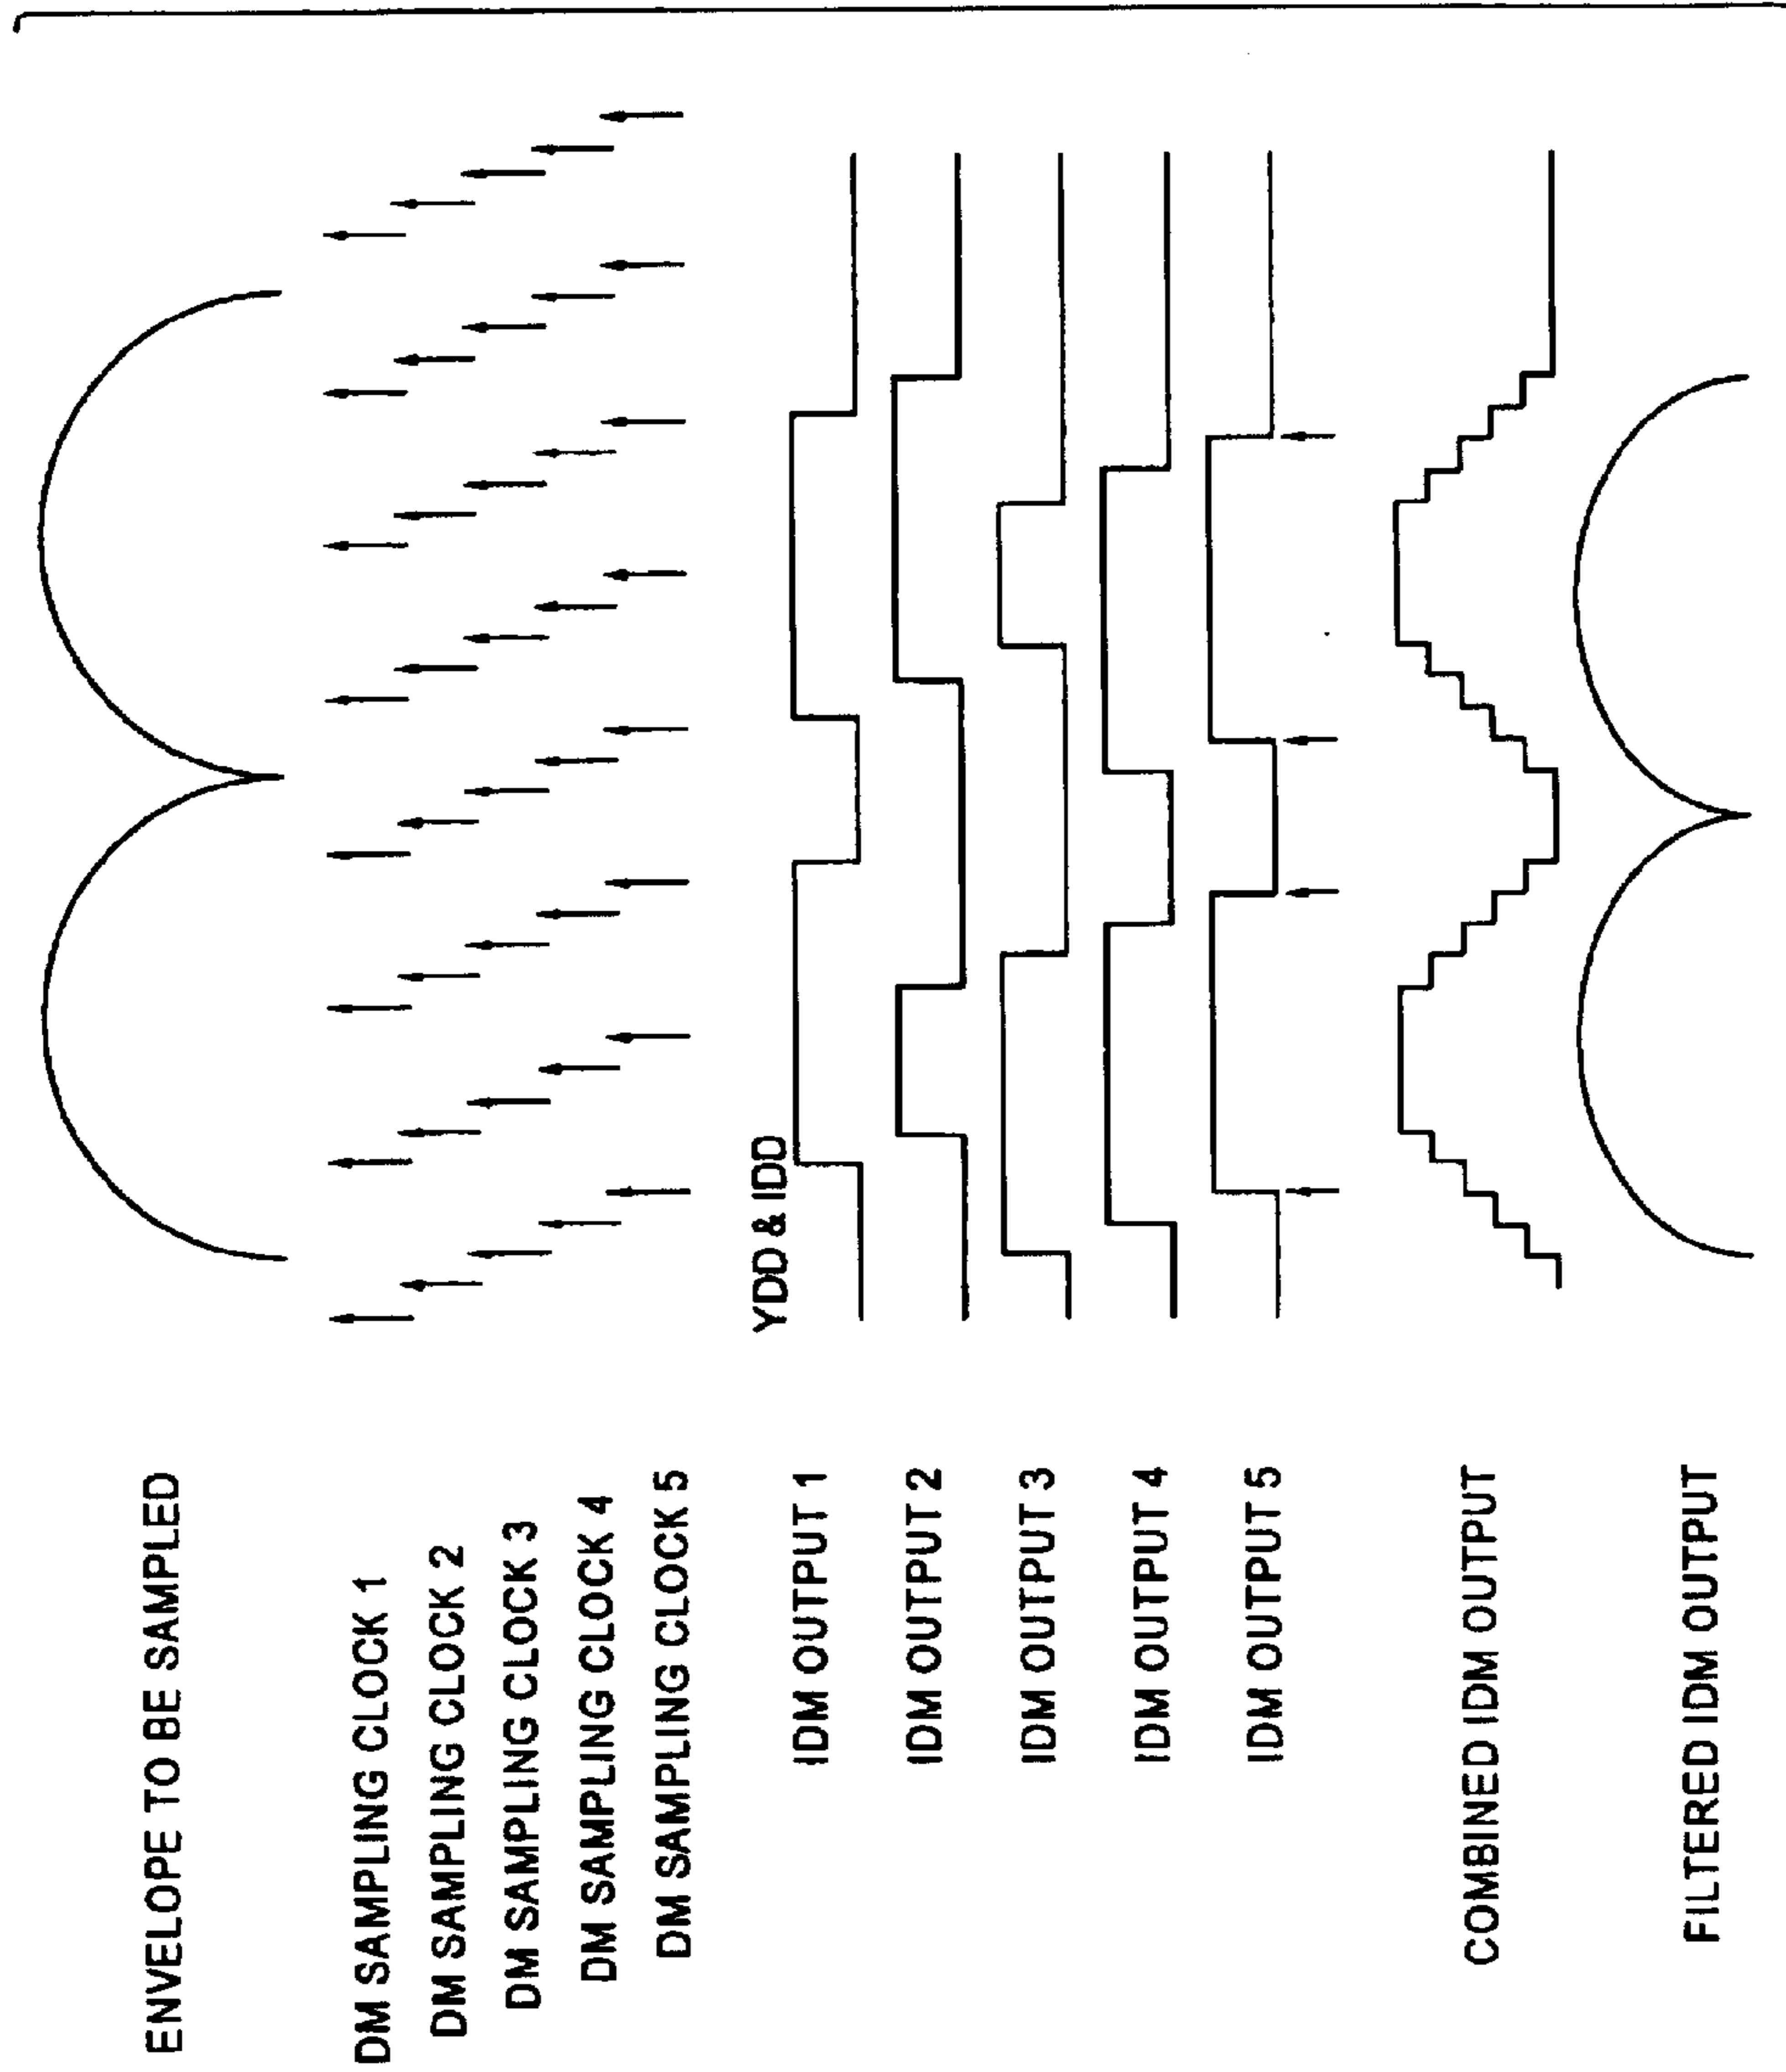 ENVELOPE TO BE SAMPLED
DM SAMPLING CLOCK 1
DM SAMPLING CLOCK 2
DM SAMPLING CLOCK 3
DM SAMPLING CLOCK 4
DM SAMPLING CLOCK 5
YDD & IDD
IDM OUTPUT 1
IDM OUTPUT 2
IDM OUTPUT 3
IDM OUTPUT 4
IDM OUTPUT 5
COMBINED IDM OUTPUT
FILTERED IDM OUTPUT